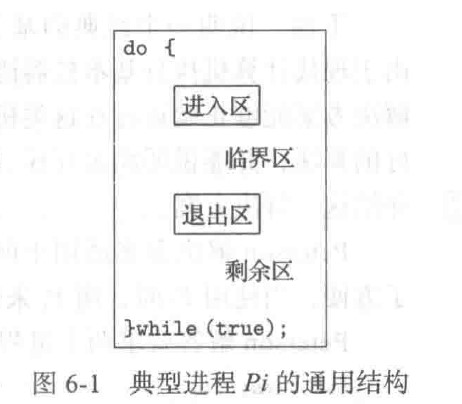 do {
进入区
临界区
退出区
剩余区
}while (true);
图 6-1 典型进程 Pi 的通用结构